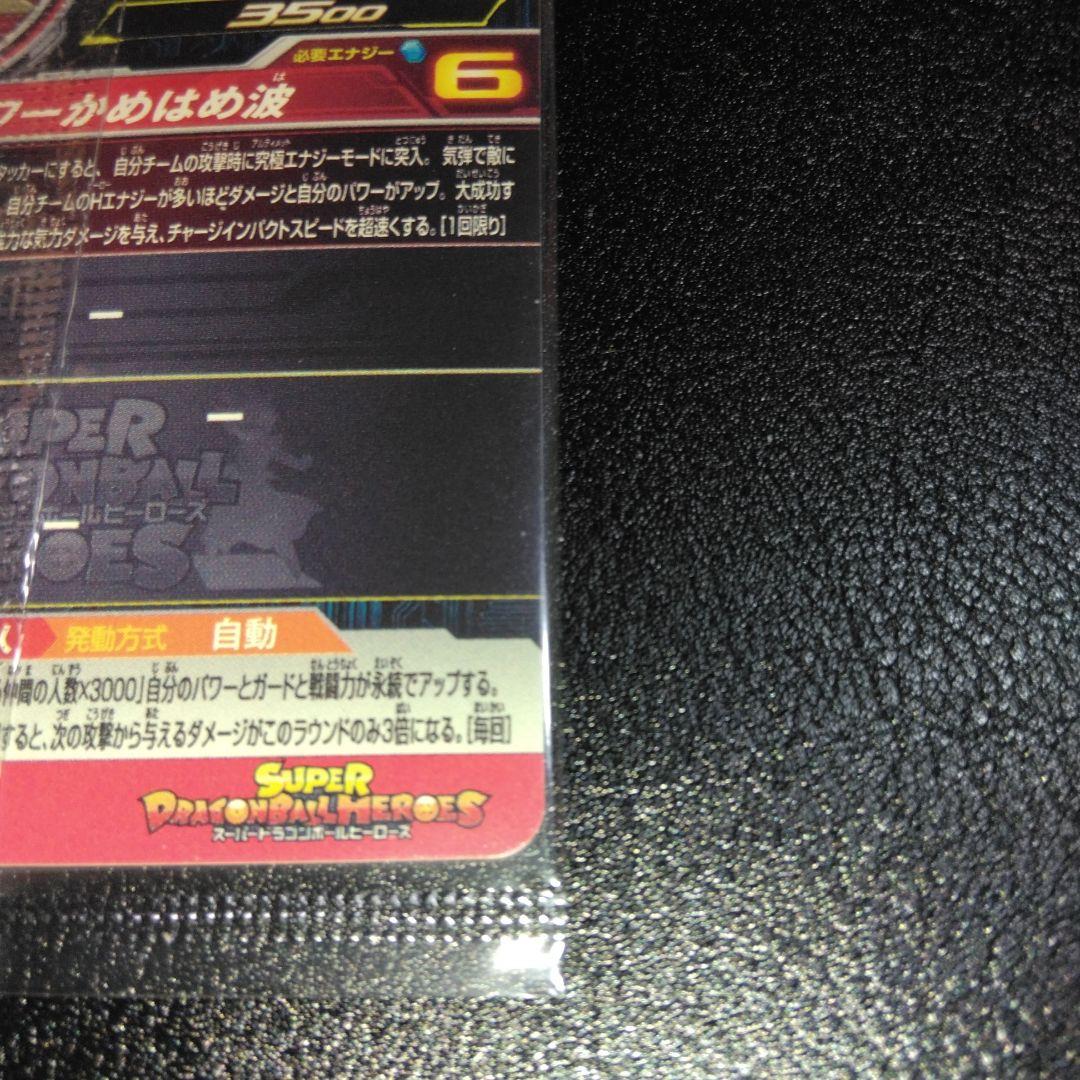 3500
必要エナジー 6
ワーかめはめ波
タッカーにすると、自分チームの攻撃時に究極エナジーモードに突入。気弾で敵に
自分チームのHエナジーが多いほどダメージと自分のパワーがアップ。大成功す
力な気力ダメージを与え、チャージインパクトスピードを超速くする。[1回限り]
ー
ー
ー
PER
ONBALL
ボールヒーローズ
OES
発動方式 自動
仲間の人数×3000」自分のパワーとガードと戦闘力が永続でアップする。
すると、次の攻撃から与えるダメージがこのラウンドのみ3倍になる。[毎回]
SUPER
DRAGONBALL HEROES
スーパードラゴンボールヒーローズ